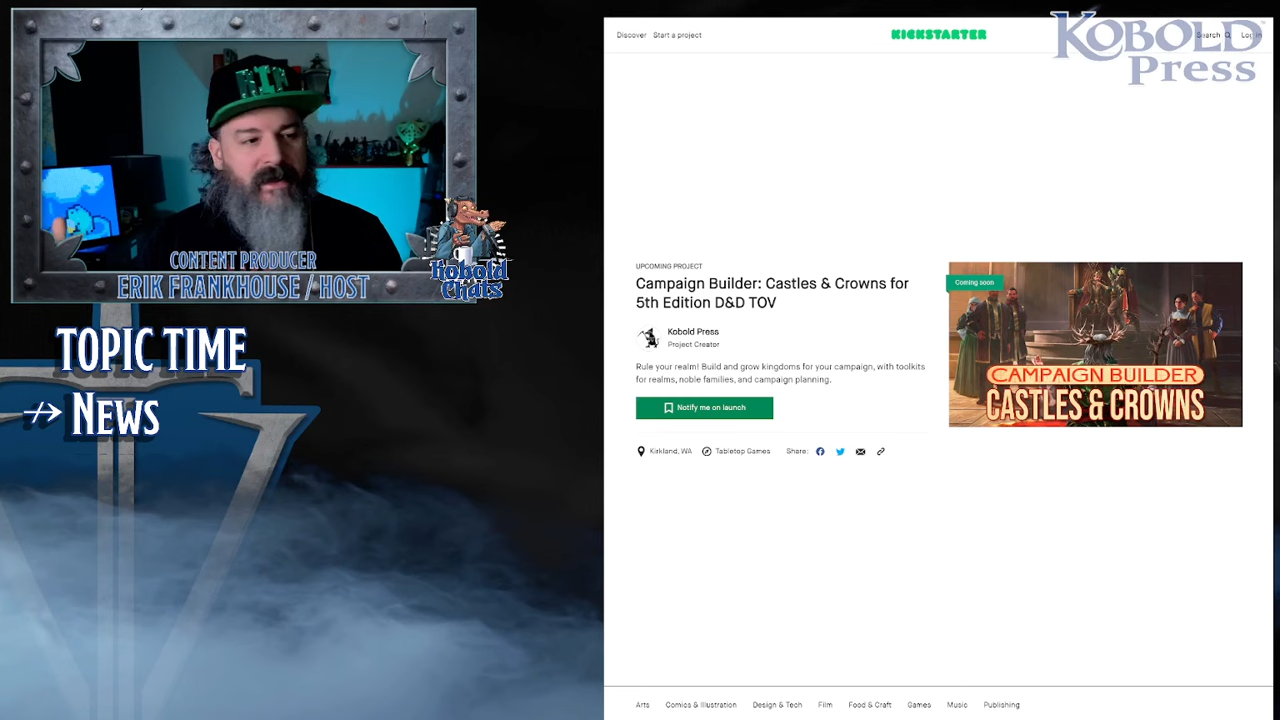 CONTENT PRODUCER
ERIK FRANKHOUSE / HOST
Kobold
Chats
TOPIC TIME
News
Discover
Start a project
KICKSTARTER
Search
Log in
KOBOLD
Press
UPCOMING PROJECT
Campaign Builder: Castles & Crowns for
5th Edition D&D TOV
Kobold Press
Project Creator
Rule your realm! Build and grow kingdoms for your campaign, with toolkits
for realms, noble families, and campaign planning.
Notify me on launch
Kirkland, WA
Tabletop Games
Share:
Coming soon
CAMPAIGN BUILDER
CASTLES & CROWNS
Arts
Comics & Illustration
Design & Tech
Film
Food & Craft
Games
Music
Publishing